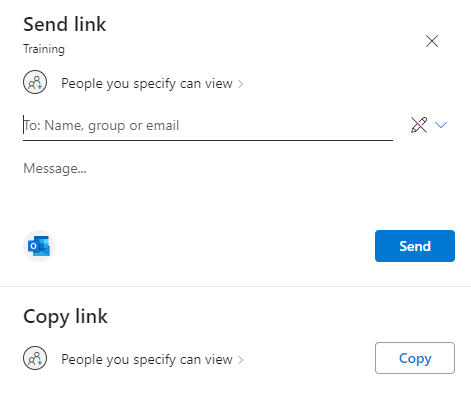 Send link
Training
People you specify can view
To: Name, group or email
Message...
Send
Copy link
People you specify can view
Copy